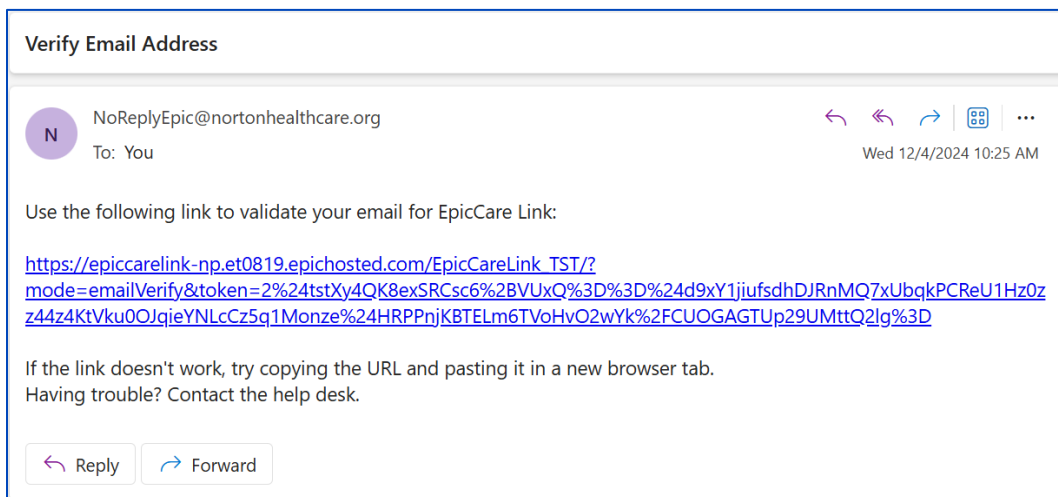 Verify Email Address
N
NoReplyEpic@nortonhealthcare.org
To: You
Wed 12/4/2024 10:25 AM
Use the following link to validate your email for EpicCare Link:
https://epiccarelink-np.et0819.epichosted.com/EpicCareLink_TST/?
mode=emailVerify&token=2%24tstXy4QK8exSRCsc6%2BVUxQ%3D%3D%24d9xY1jiufsdhDJRnMQ7xUbqkPCReU1Hz0z
z44z4KtVku0OJqieYNLcCz5q1Monze%24HRPPnjKBTELm6TVoHvO2wYk%2FCUOGAGTUp29UMttQ2lg%3D
If the link doesn't work, try copying the URL and pasting it in a new browser tab.
Having trouble? Contact the help desk.
Reply
Forward